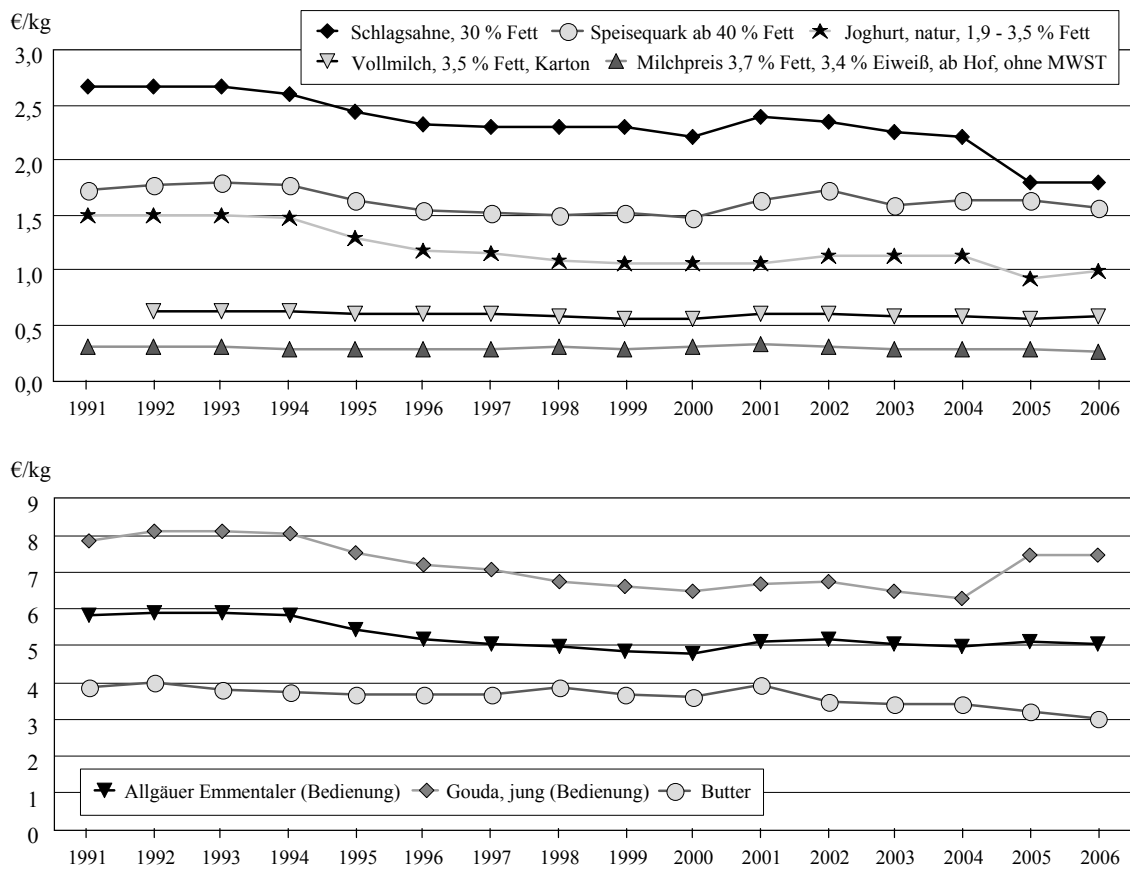 €/kg
Schlagsahne, 30 % Fett Speisequark ab 40 % Fett Joghurt, natur, 1,9 - 3,5 % Fett
Vollmilch, 3,5 % Fett, Karton Milchpreis 3,7 % Fett, 3,4 % Eiweiß, ab Hof, ohne MWST
3,0
2,5
2,0
1,5
1,0
0,5
0,0
1991 1992 1993 1994 1995 1996 1997 1998 1999 2000 2001 2002 2003 2004 2005 2006
€/kg
9
8
7
6
5
4
3
2
1
0
Allgäuer Emmentaler (Bedienung) Gouda, jung (Bedienung) Butter
1991 1992 1993 1994 1995 1996 1997 1998 1999 2000 2001 2002 2003 2004 2005 2006